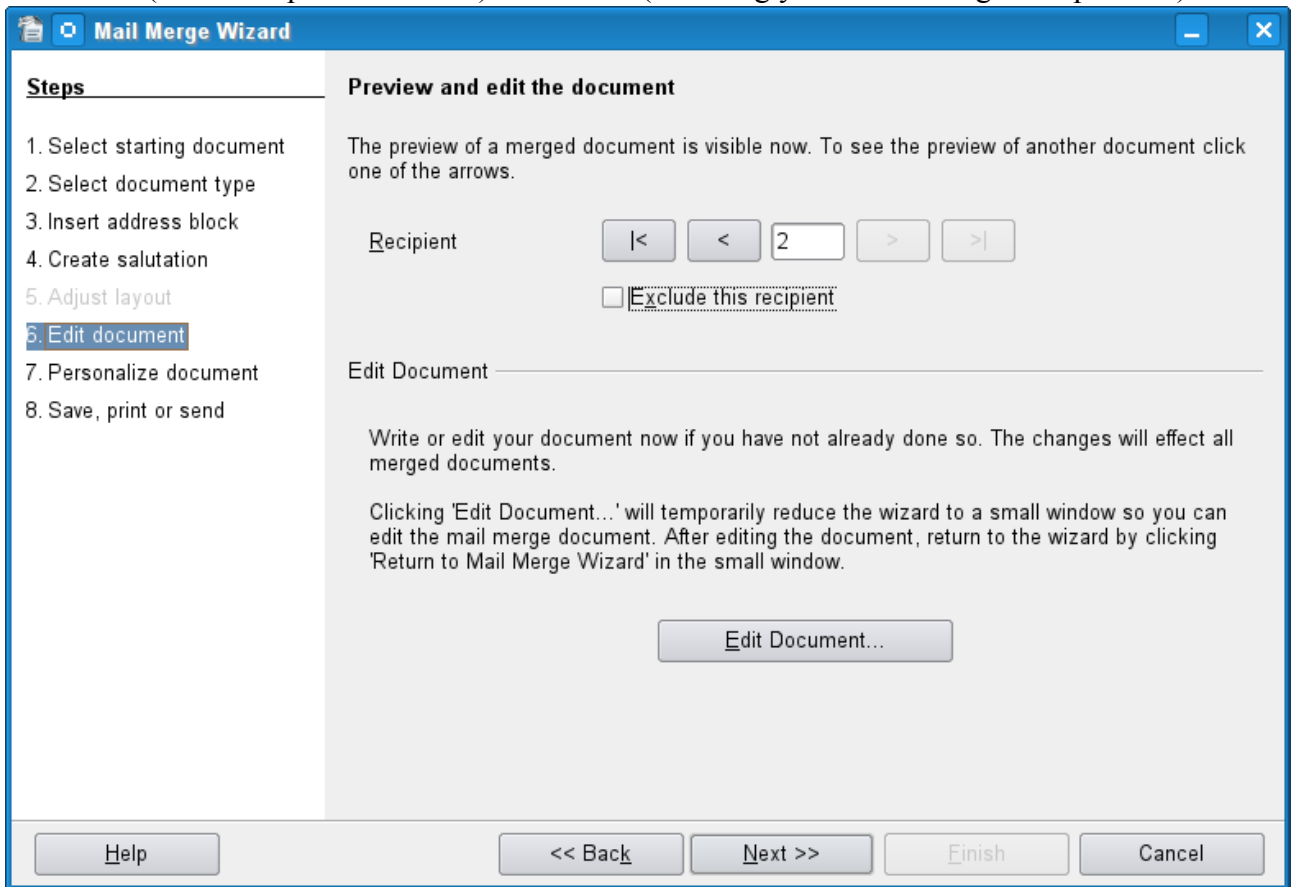 Mail Merge Wizard
Steps
1. Select starting document
2. Select document type
3. Insert address block
4. Create salutation
5. Adjust layout
6. Edit document
7. Personalize document
8. Save, print or send
Preview and edit the document
The preview of a merged document is visible now. To see the preview of another document click
one of the arrows.
Recipient |< < 2 > >|
Exclude this recipient
Edit Document
Write or edit your document now if you have not already done so. The changes will effect all
merged documents.
Clicking 'Edit Document...' will temporarily reduce the wizard to a small window so you can
edit the mail merge document. After editing the document, return to the wizard by clicking
'Return to Mail Merge Wizard' in the small window.
Edit Document...
Help << Back Next >> Finish Cancel